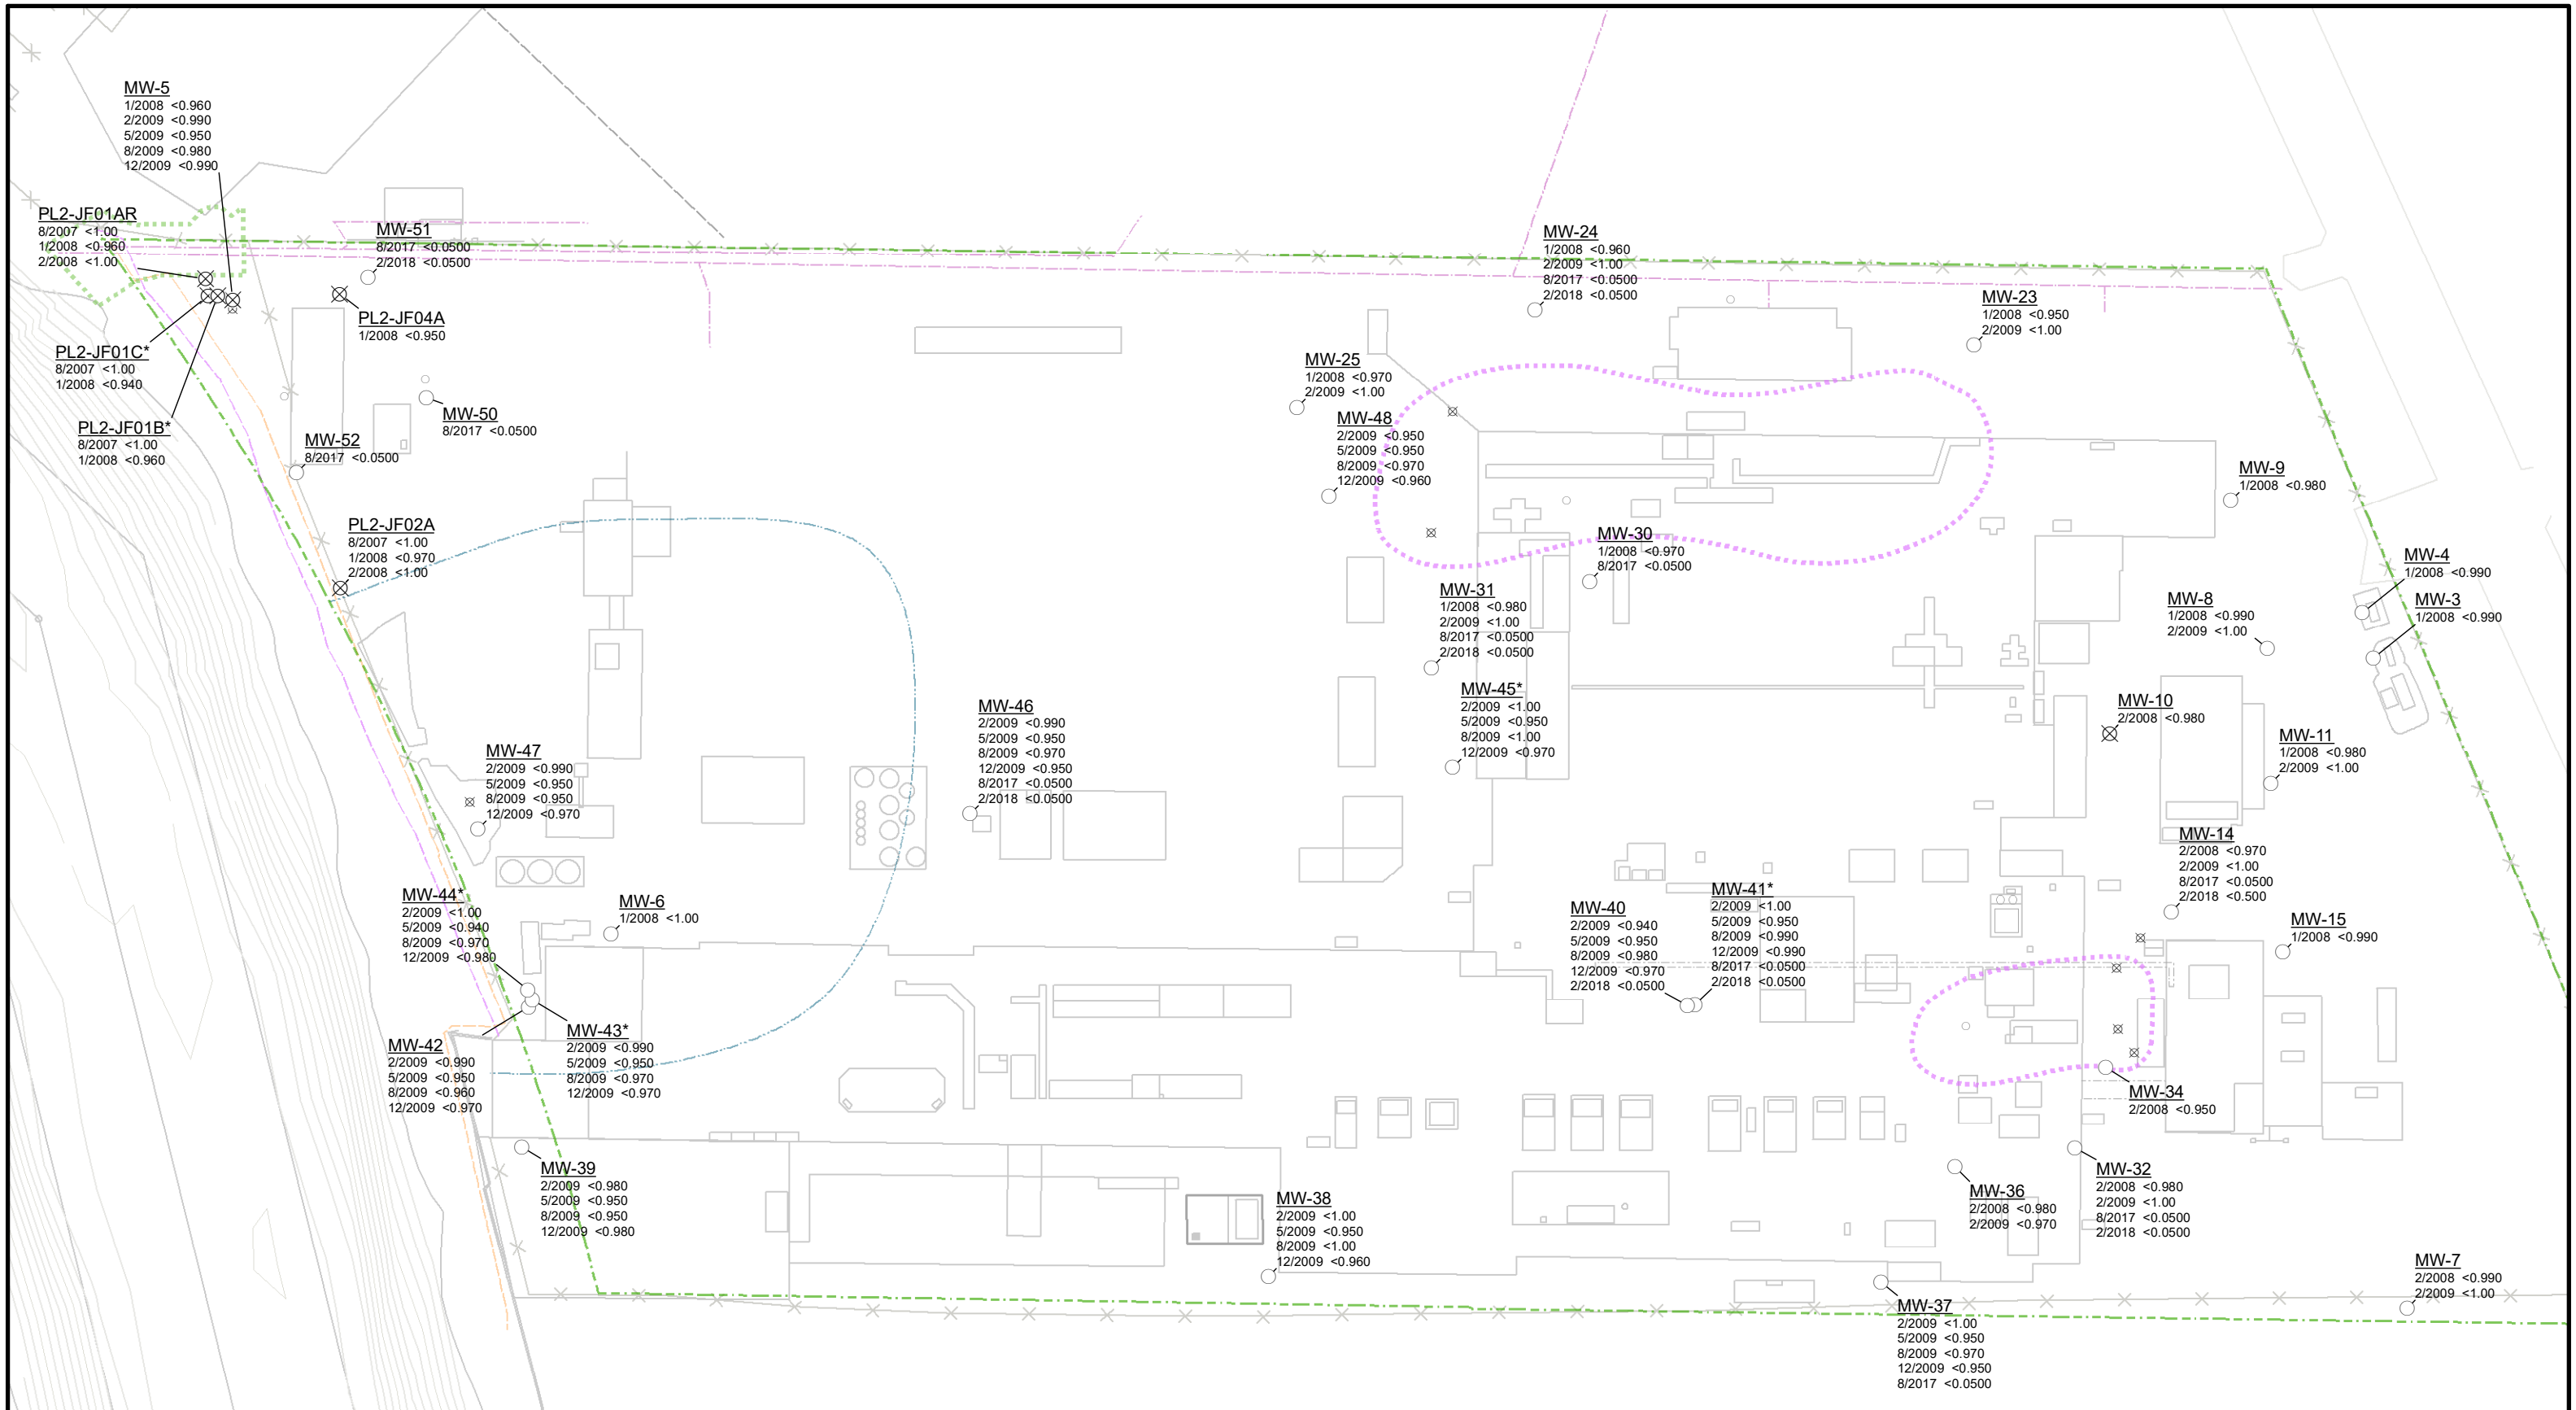 MW-5
1/2008 <0.960
2/2009 <0.990
5/2009 <0.950
8/2009 <0.980
12/2009 <0.990
PL2-JF01AR
8/2007 <1.00
1/2008 <0.960
2/2008 <1.00
MW-51
8/2017 <0.0500
2/2018 <0.0500
PL2-JF04A
1/2008 <0.950
PL2-JF01C*
8/2007 <1.00
1/2008 <0.940
PL2-JF01B*
8/2007 <1.00
1/2008 <0.960
MW-50
8/2017 <0.0500
MW-52
8/2017 <0.0500
PL2-JF02A
8/2007 <1.00
1/2008 <0.970
2/2008 <1.00
MW-24
1/2008 <0.960
2/2009 <1.00
8/2017 <0.0500
2/2018 <0.0500
MW-23
1/2008 <0.950
2/2009 <1.00
MW-25
1/2008 <0.970
2/2009 <1.00
MW-48
2/2009 <0.950
5/2009 <0.950
8/2009 <0.970
12/2009 <0.960
MW-9
1/2008 <0.980
MW-30
1/2008 <0.970
8/2017 <0.0500
MW-4
1/2008 <0.990
MW-3
1/2008 <0.990
MW-8
1/2008 <0.990
2/2009 <1.00
MW-31
1/2008 <0.980
2/2009 <1.00
8/2017 <0.0500
2/2018 <0.0500
MW-45*
2/2009 <1.00
5/2009 <0.950
8/2009 <1.00
12/2009 <0.970
MW-46
2/2009 <0.990
5/2009 <0.950
8/2009 <0.970
12/2009 <0.950
8/2017 <0.0500
2/2018 <0.0500
MW-10
2/2008 <0.980
MW-11
1/2008 <0.980
2/2009 <1.00
MW-47
2/2009 <0.990
5/2009 <0.950
8/2009 <0.950
12/2009 <0.970
MW-14
2/2008 <0.970
2/2009 <1.00
8/2017 <0.0500
2/2018 <0.500
MW-15
1/2008 <0.990
MW-44*
2/2009 <1.00
5/2009 <0.940
8/2009 <0.970
12/2009 <0.980
MW-6
1/2008 <1.00
MW-40
2/2009 <0.940
5/2009 <0.950
8/2009 <0.980
12/2009 <0.970
2/2018 <0.0500
MW-41*
2/2009 <1.00
5/2009 <0.950
8/2009 <0.990
12/2009 <0.990
8/2017 <0.0500
2/2018 <0.0500
MW-42
2/2009 <0.990
5/2009 <0.950
8/2009 <0.960
12/2009 <0.970
MW-43*
2/2009 <0.990
5/2009 <0.950
8/2009 <0.970
12/2009 <0.970
MW-34
2/2008 <0.950
MW-39
2/2009 <0.980
5/2009 <0.950
8/2009 <0.950
12/2009 <0.980
MW-38
2/2009 <1.00
5/2009 <0.950
8/2009 <1.00
12/2009 <0.960
MW-36
2/2008 <0.980
2/2009 <0.970
MW-32
2/2008 <0.980
2/2009 <1.00
8/2017 <0.0500
2/2018 <0.0500
MW-7
2/2008 <0.990
2/2009 <1.00
MW-37
2/2009 <1.00
5/2009 <0.950
8/2009 <0.970
12/2009 <0.950
8/2017 <0.0500